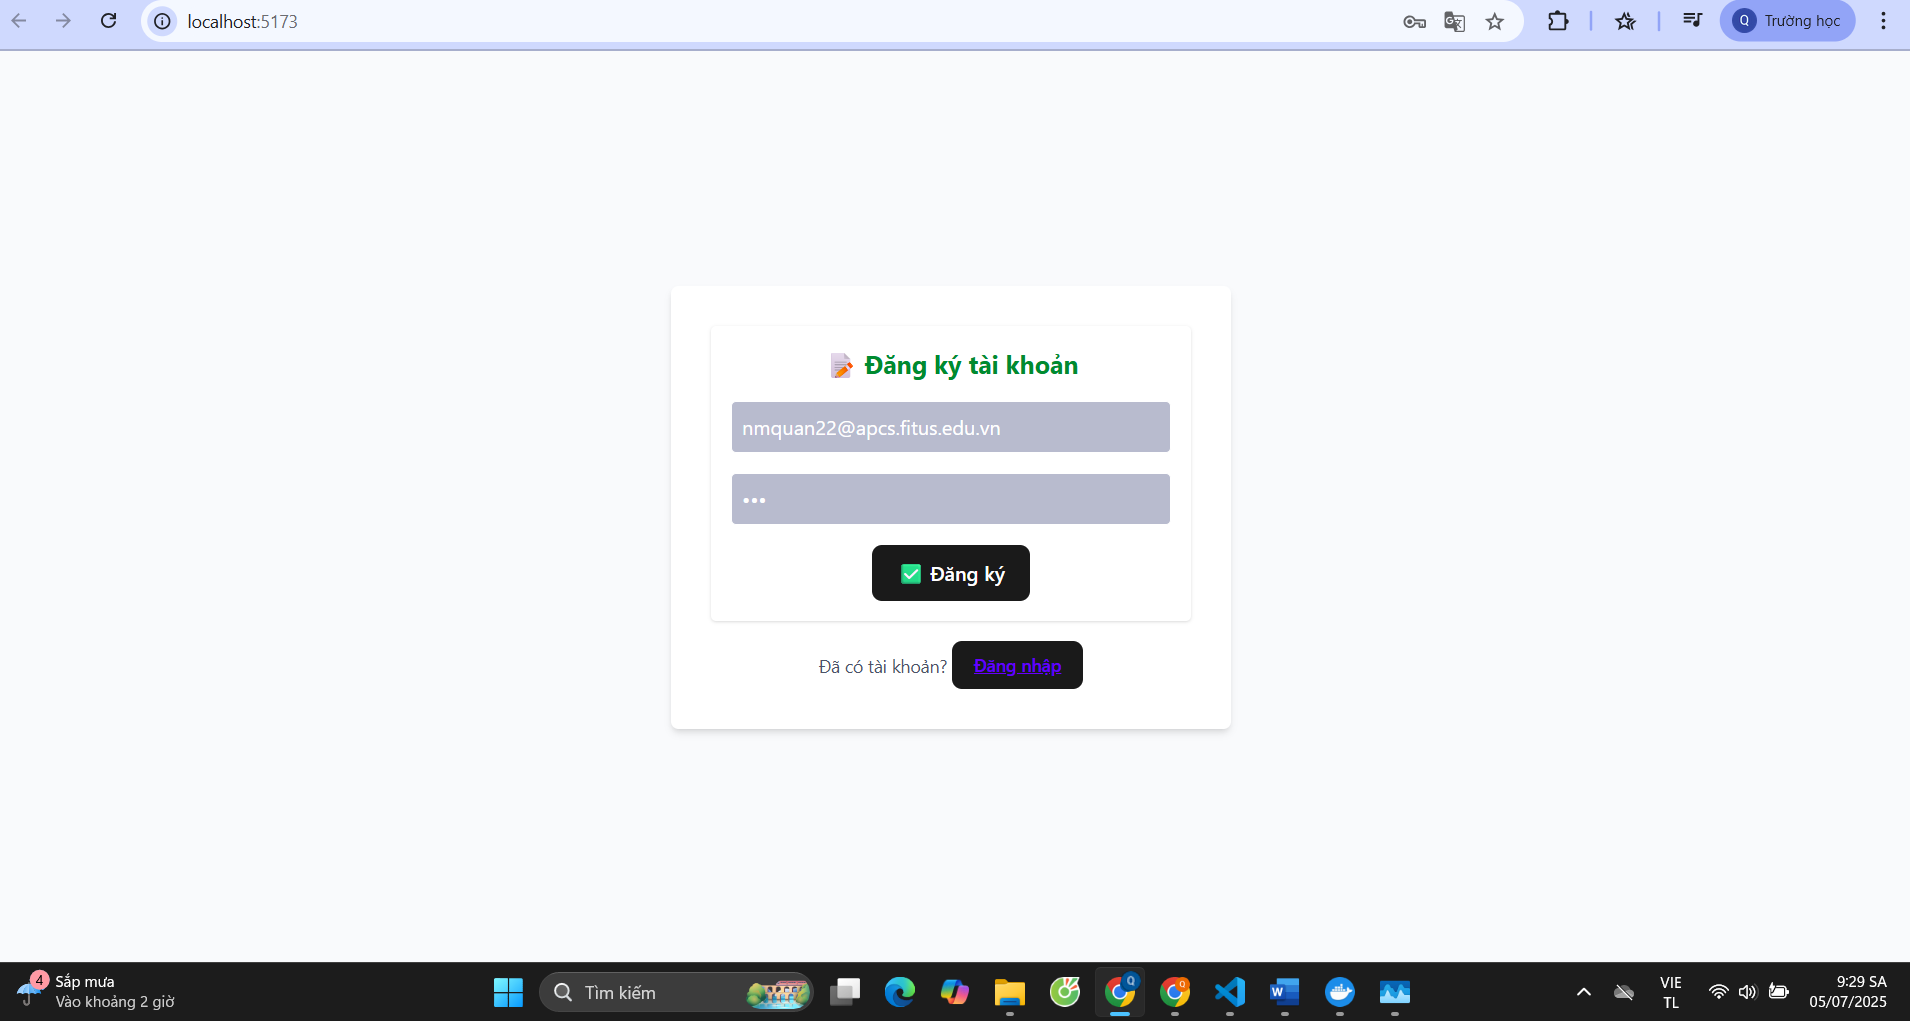 localhost:5173
Q Trường học
📝 Đăng ký tài khoản
nmquan22@apcs.fitus.edu.vn
•••
✅ Đăng ký
Đã có tài khoản? Đăng nhập
4
Sắp mưa
Vào khoảng 2 giờ
Tìm kiếm
VIE
TL
9:29 SA
05/07/2025